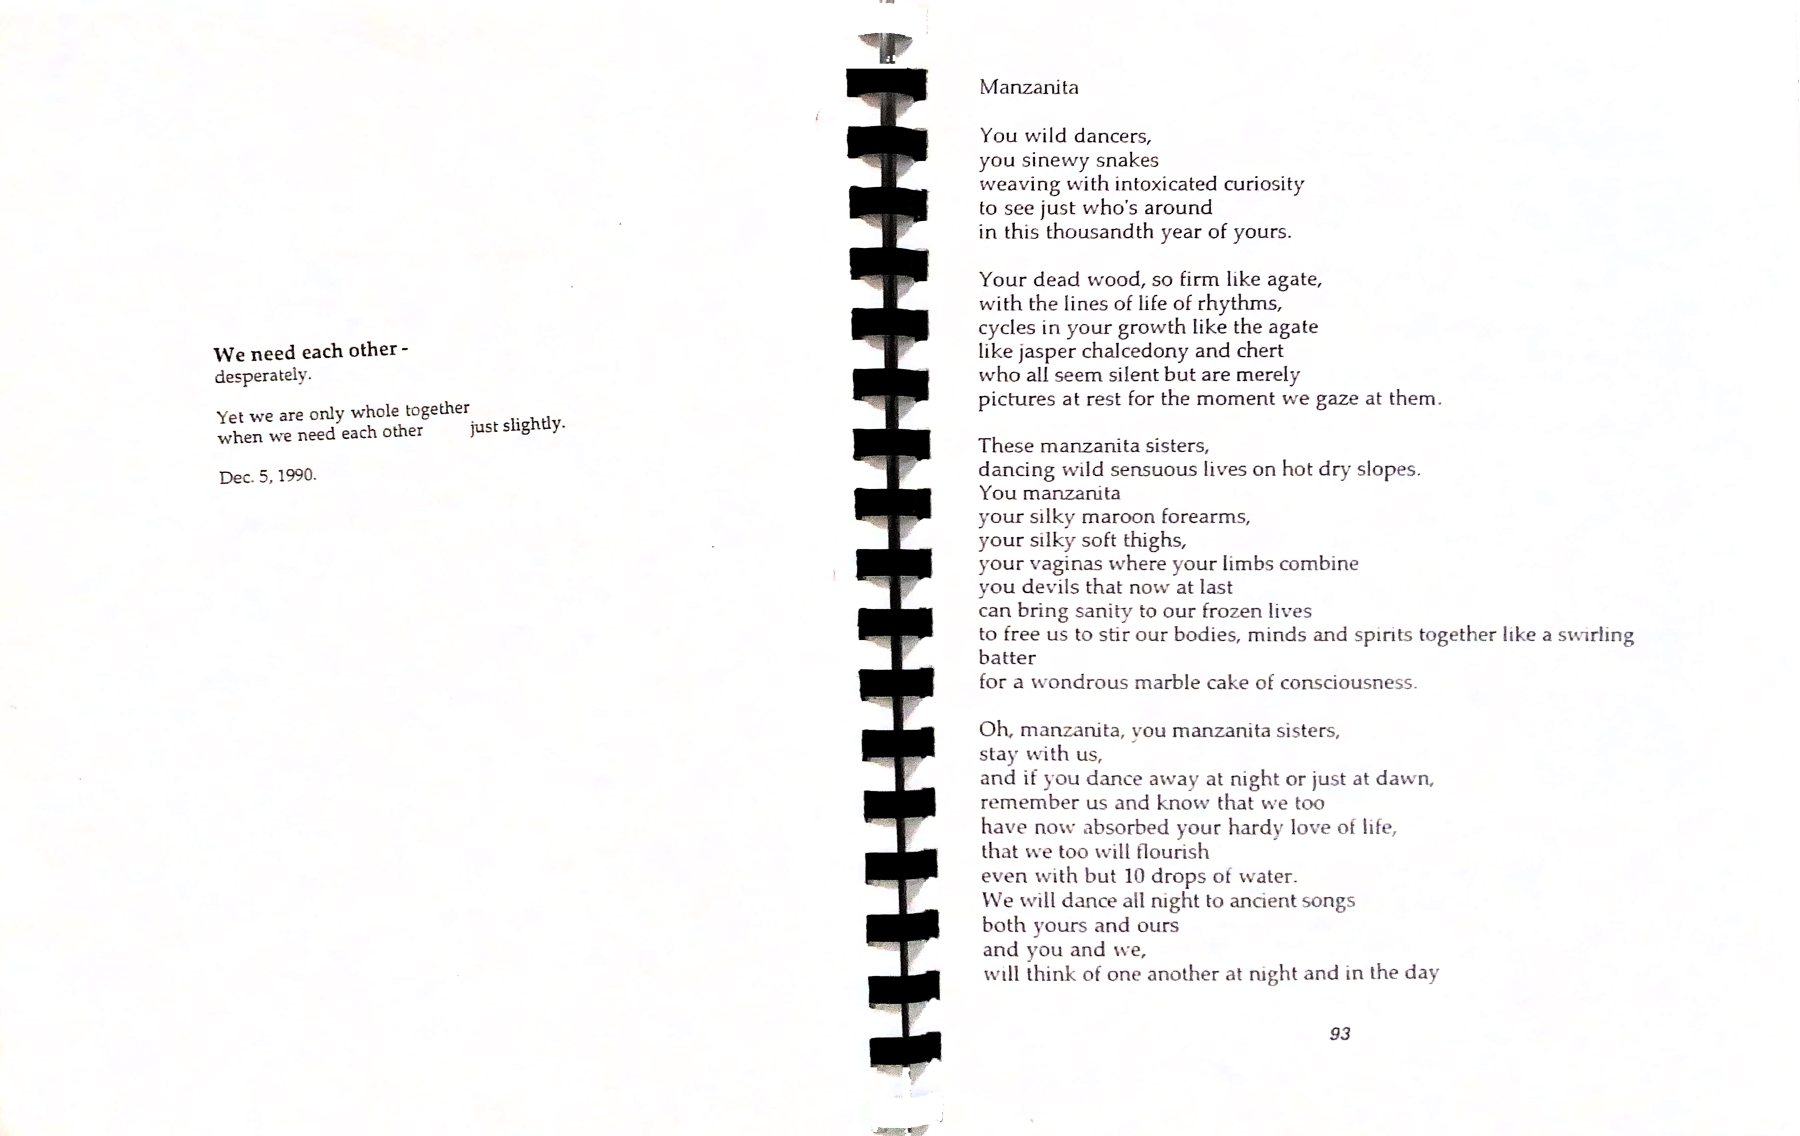 We need each other -
desperately.
Yet we are only whole together
when we need each other just slightly.
Dec. 5, 1990.
Manzanita
You wild dancers,
you sinewy snakes
weaving with intoxicated curiosity
to see just who's around
in this thousandth year of yours.
Your dead wood, so firm like agate,
with the lines of life of rhythms,
cycles in your growth like the agate
like jasper chalcedony and chert
who all seem silent but are merely
pictures at rest for the moment we gaze at them.
These manzanita sisters,
dancing wild sensuous lives on hot dry slopes.
You manzanita
your silky maroon forearms,
your silky soft thighs,
your vaginas where your limbs combine
you devils that now at last
can bring sanity to our frozen lives
to free us to stir our bodies, minds and spirits together like a swirling
batter
for a wondrous marble cake of consciousness.
Oh, manzanita, you manzanita sisters,
stay with us,
and if you dance away at night or just at dawn,
remember us and know that we too
have now absorbed your hardy love of life,
that we too will flourish
even with but 10 drops of water.
We will dance all night to ancient songs
both yours and ours
and you and we,
will think of one another at night and in the day
93